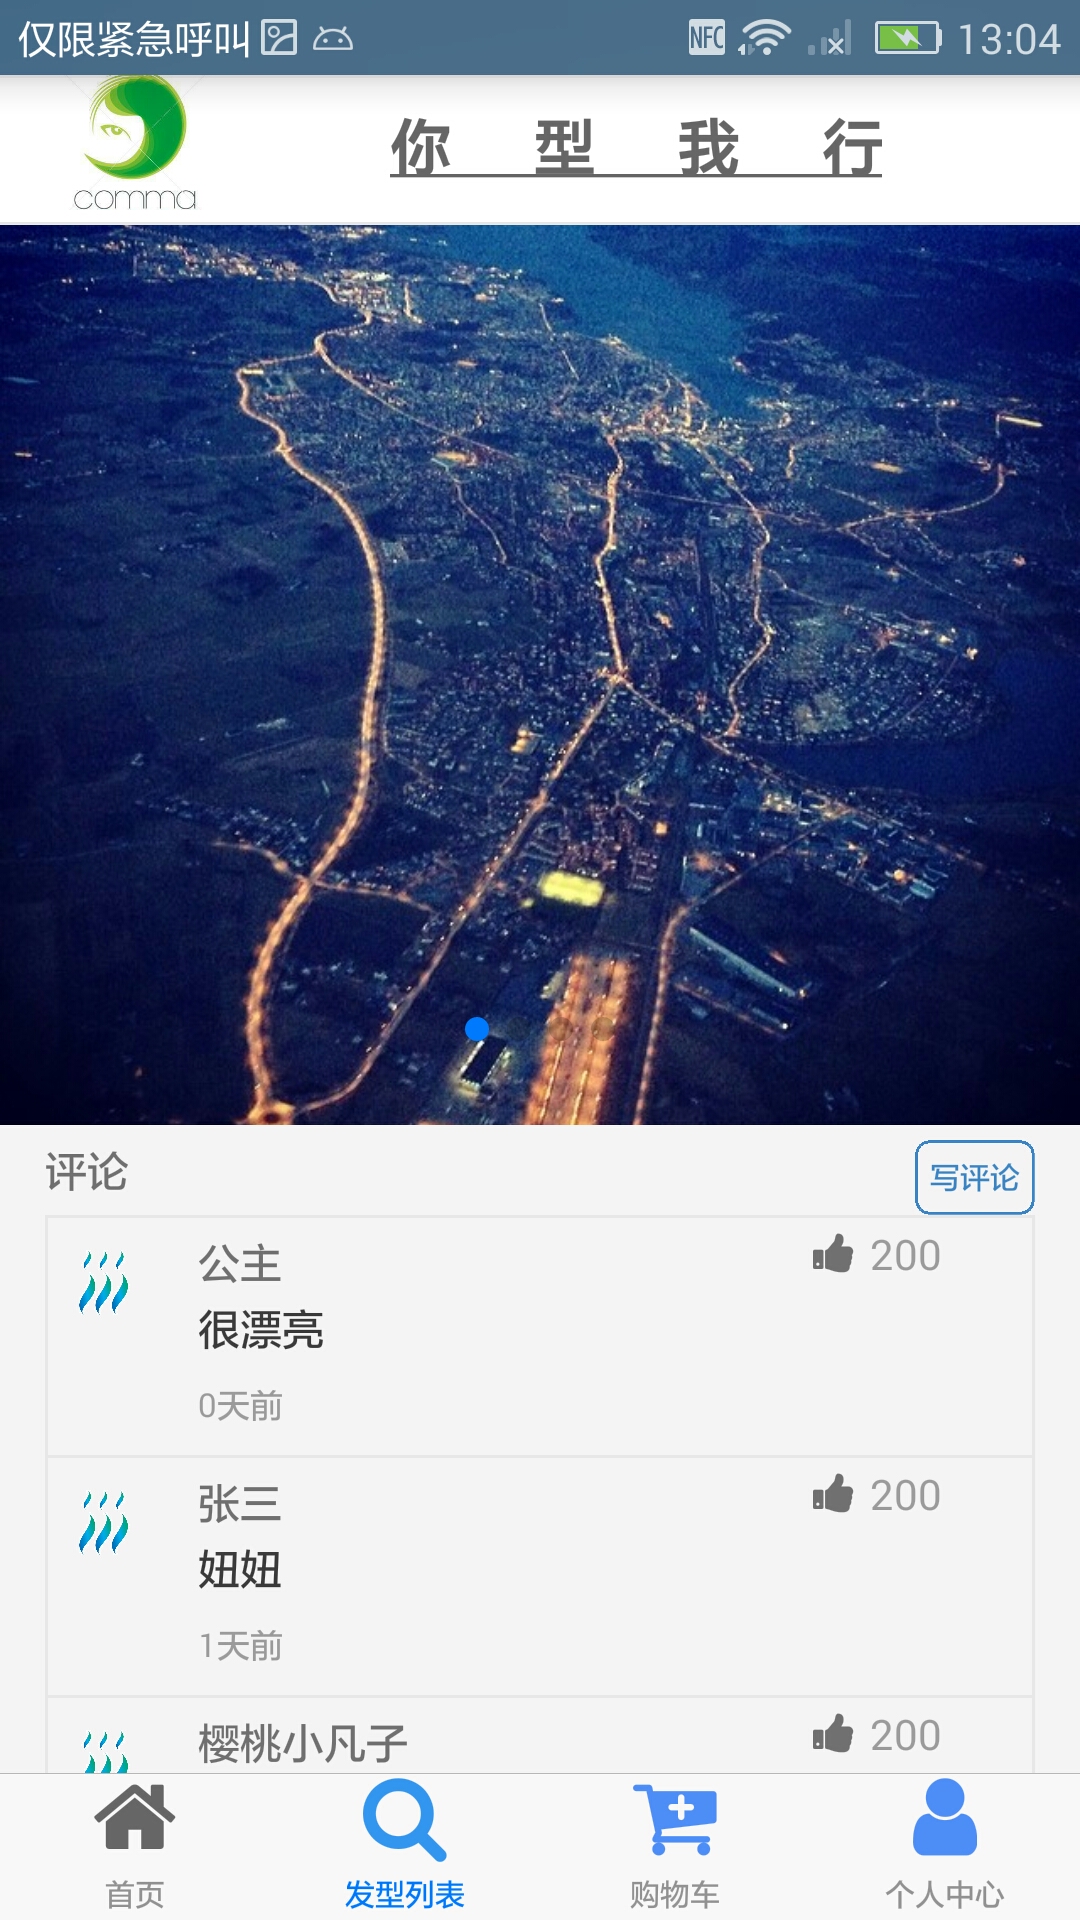 仅限紧急呼叫 NFC 13:04
comma
你 型 我 行
评论 写评论
公主 200
很漂亮
0天前
张三 200
妞妞
1天前
樱桃小凡子 200
首页 发型列表 购物车 个人中心